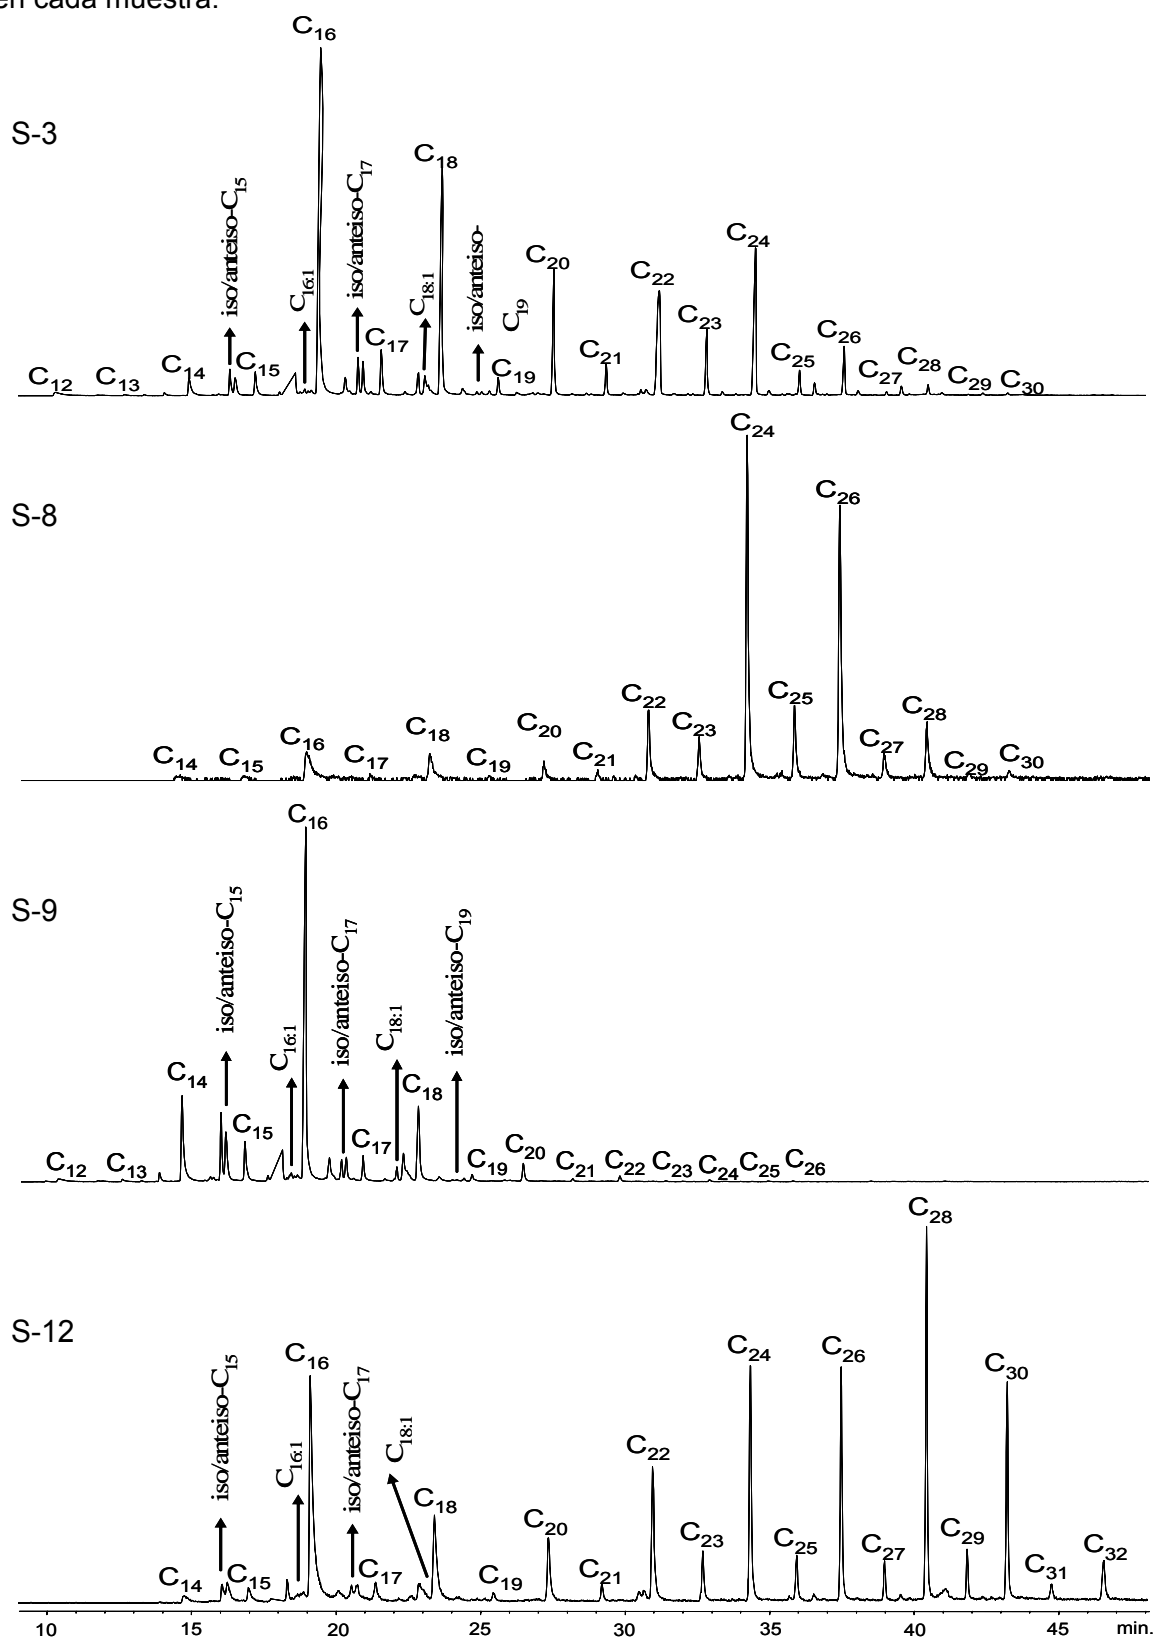 en cada muestra.
S-3
C16
C18
C24
C20
C22
C23
C26
C17
C21
C25
C14
C15
C28
C12
C13
C19
C27
C29
C30
iso/anteiso-C15
C16:1
iso/anteiso-C17
C18:1
iso/anteiso-
C19
S-8
C24
C26
C22
C25
C28
C23
C18
C20
C16
C27
C21
C14
C15
C17
C19
C29
C30
S-9
C16
iso/anteiso-C15
C16:1
iso/anteiso-C17
C18:1
iso/anteiso-C19
C14
C18
C15
C17
C20
C12
C13
C19
C21
C22
C23
C24
C25
C26
S-12
C28
C24
C26
C16
C30
iso/anteiso-C15
C16:1
iso/anteiso-C17
C18:1
C22
C18
C20
C23
C25
C27
C29
C32
C14
C15
C17
C19
C21
C31
10 15 20 25 30 35 40 45 min.